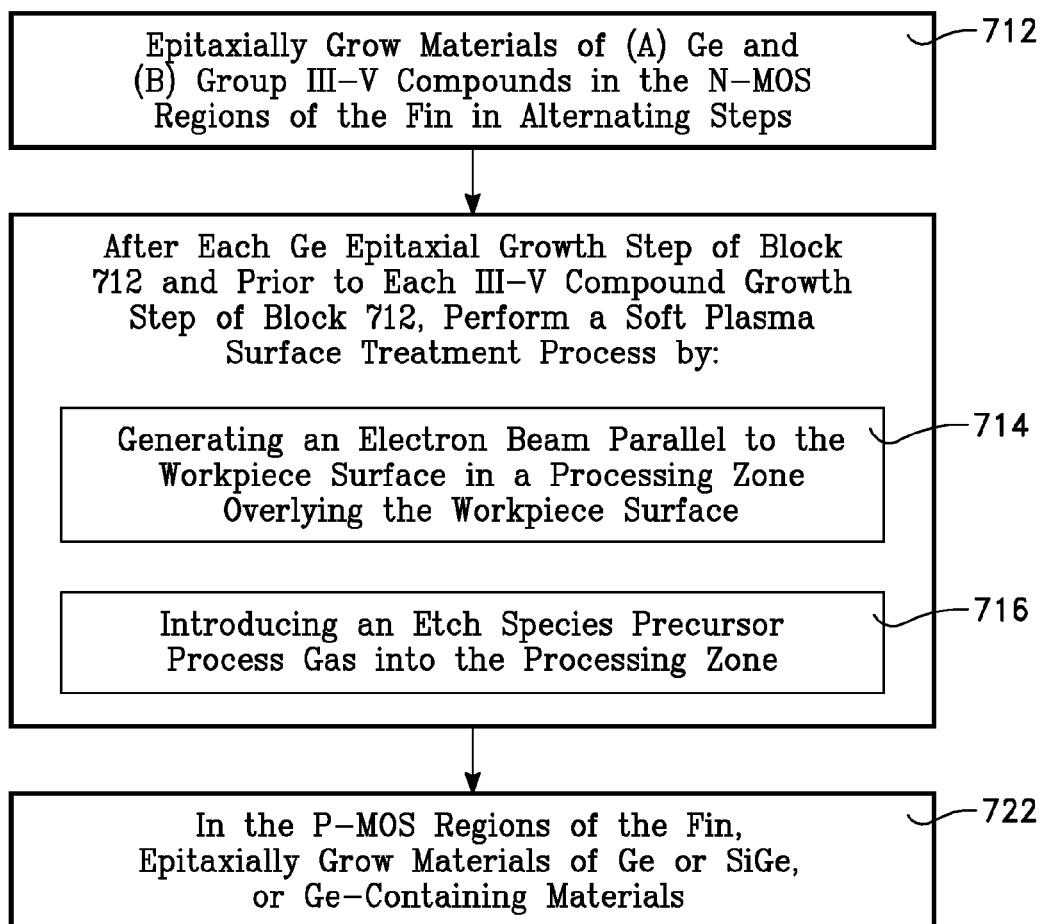 Epitaxially Grow Materials of (A) Ge and
(B) Group III-V Compounds in the N-MOS
Regions of the Fin in Alternating Steps
712
After Each Ge Epitaxial Growth Step of Block
712 and Prior to Each III-V Compound Growth
Step of Block 712, Perform a Soft Plasma
Surface Treatment Process by:
Generating an Electron Beam Parallel to the
Workpiece Surface in a Processing Zone
Overlying the Workpiece Surface
714
Introducing an Etch Species Precursor
Process Gas into the Processing Zone
716
In the P-MOS Regions of the Fin,
Epitaxially Grow Materials of Ge or SiGe,
or Ge-Containing Materials
722